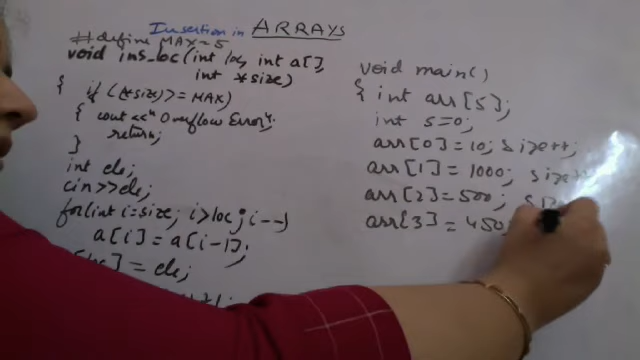 Insertion in ARRAYS
#define MAX 5
void ins_loc(int loc, int a[],
int *size)
{ if (*size) >= MAX)
{ cout << "Overflow Error";
return;
}
int ele;
cin>>ele;
for(int i=size; i>loc; i--)
a[i] = a[i-1];
= ele;
void main()
{ int arr[5];
int s=0;
arr[0] = 10; size++;
arr[1] = 1000; size++
arr[2] = 500;
arr[3] = 450;